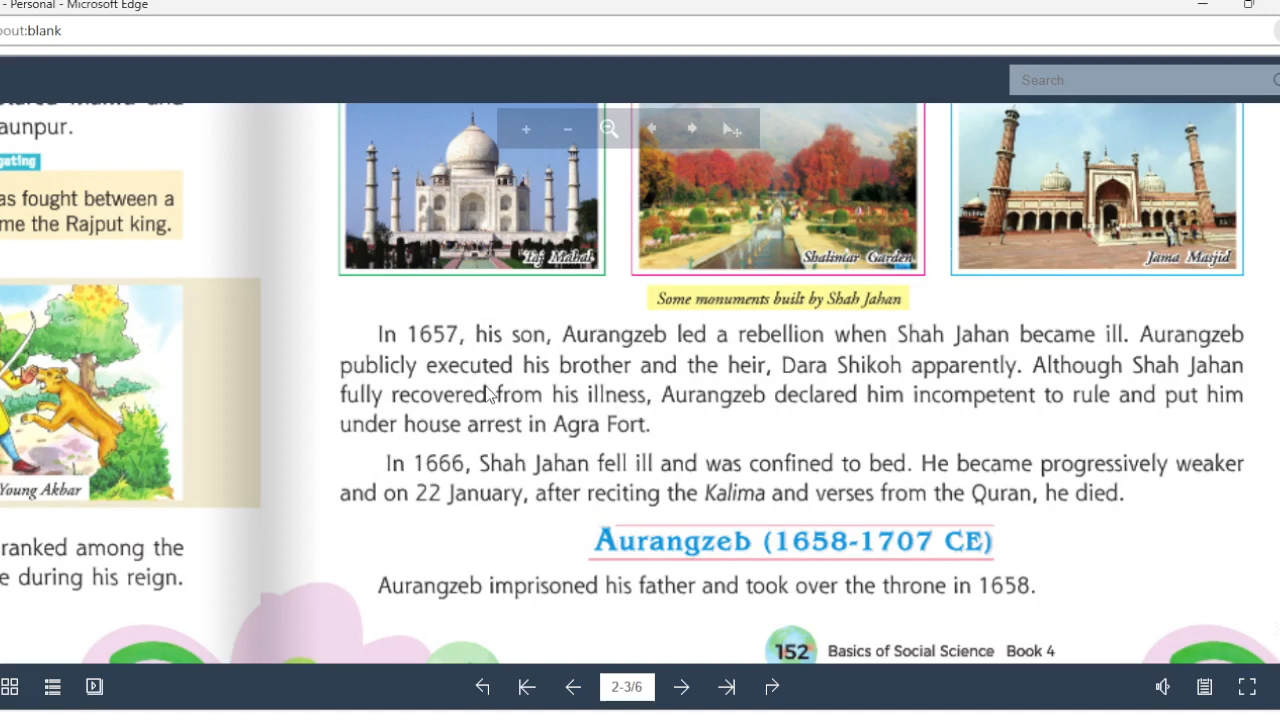 - Personal - Microsoft Edge
out:blank
Search
and
aunpur.
gating
as fought between a
me the Rajput king.
Young Akbar
ranked among the
e during his reign.
Taj Mahal
Shalimar Garden
Jama Masjid
Some monuments built by Shah Jahan
In 1657, his son, Aurangzeb led a rebellion when Shah Jahan became ill. Aurangzeb
publicly executed his brother and the heir, Dara Shikoh apparently. Although Shah Jahan
fully recovered from his illness, Aurangzeb declared him incompetent to rule and put him
under house arrest in Agra Fort.
In 1666, Shah Jahan fell ill and was confined to bed. He became progressively weaker
and on 22 January, after reciting the Kalima and verses from the Quran, he died.
Aurangzeb (1658-1707 CE)
Aurangzeb imprisoned his father and took over the throne in 1658.
152 Basics of Social Science Book 4
2-3/6